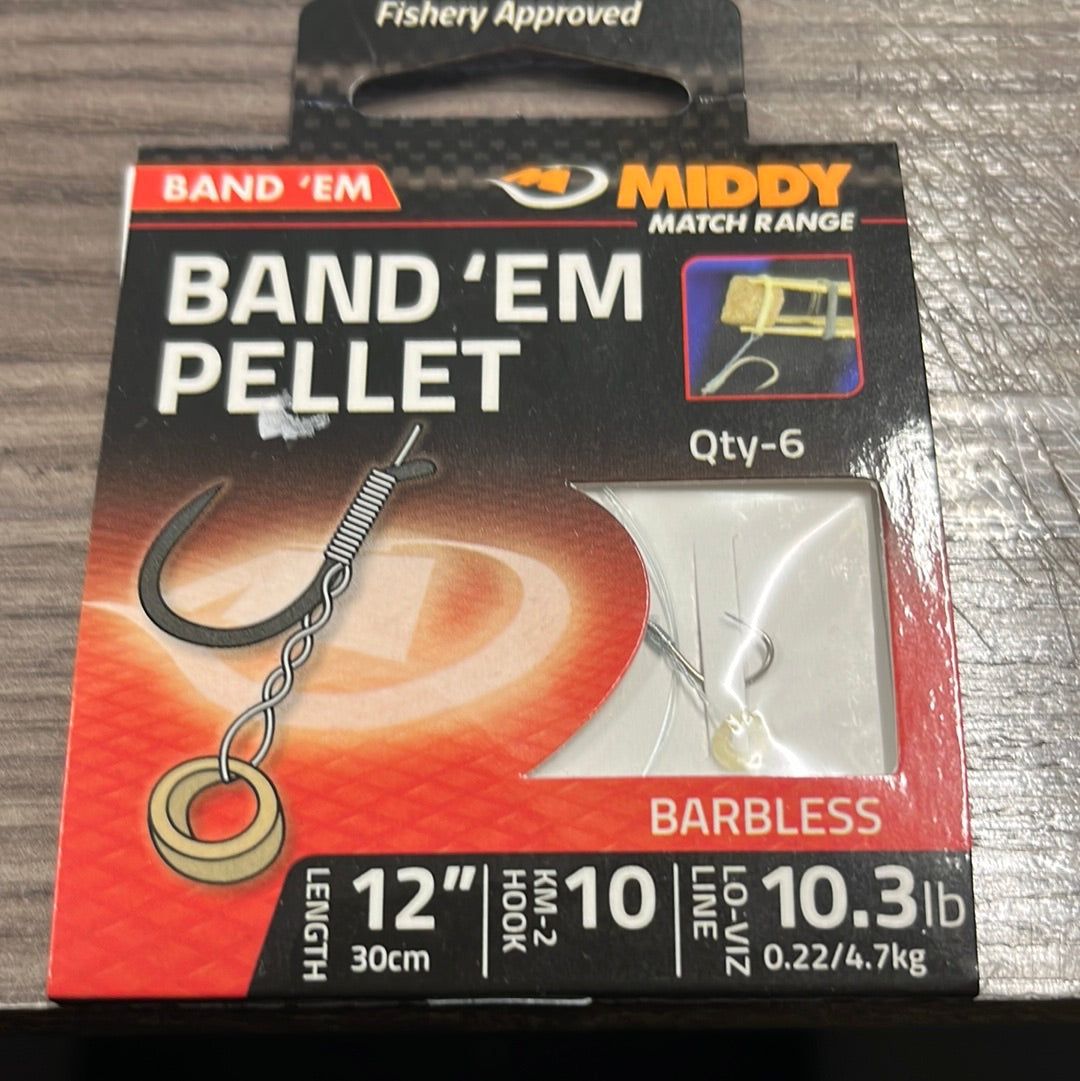 Fishery Approved
BAND 'EM
MIDDY
MATCH RANGE
BAND 'EM
PELLET
Qty-6
BARBLESS
LENGTH
12"
30cm
KM-2
HOOK
10
LO-VIZ
LINE
10.3lb
0.22/4.7kg